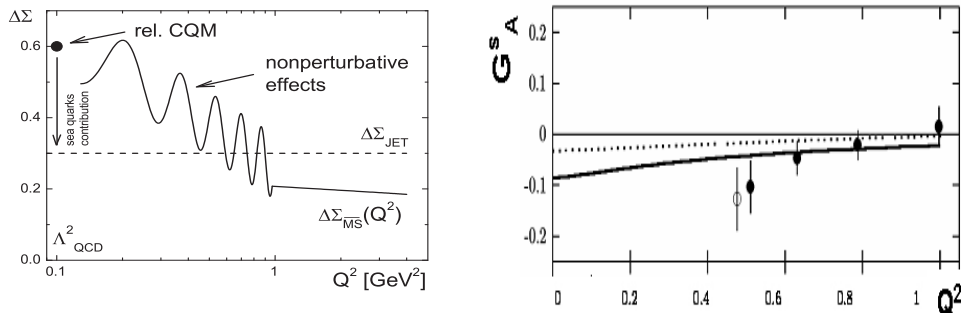 ΔΣ
rel. CQM
0.6
nonperturbative
effects
sea quarks
contribution
0.4
ΔΣ_JET
0.2
ΔΣ_MS̅(Q²)
Λ²_QCD
0.0
0.1
1
Q² [GeV²]
G^s_A
0.2
0.1
0
-0.1
-0.2
0
0.2
0.4
0.6
0.8
1
Q²